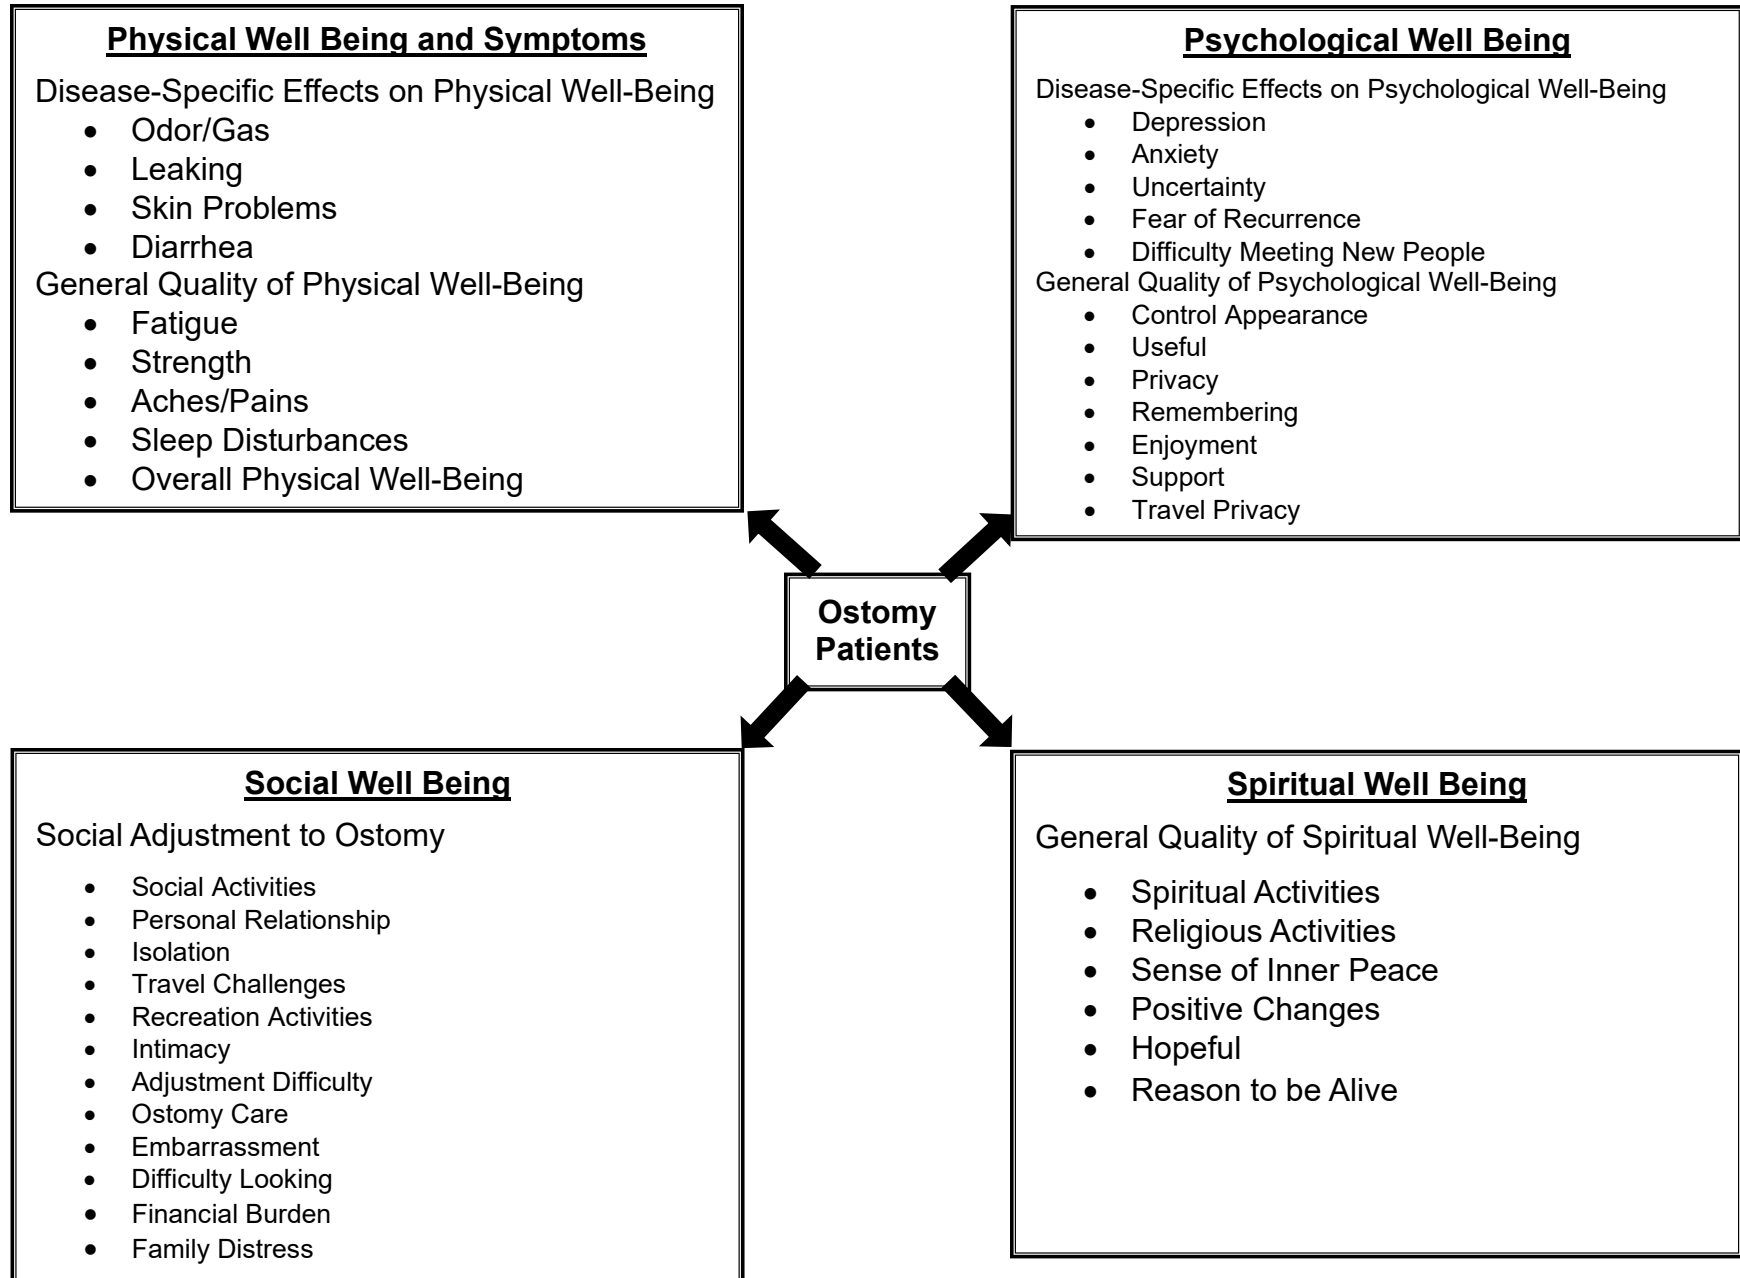 Physical Well Being and Symptoms
Disease-Specific Effects on Physical Well-Being
• Odor/Gas
• Leaking
• Skin Problems
• Diarrhea
General Quality of Physical Well-Being
• Fatigue
• Strength
• Aches/Pains
• Sleep Disturbances
• Overall Physical Well-Being
Psychological Well Being
Disease-Specific Effects on Psychological Well-Being
• Depression
• Anxiety
• Uncertainty
• Fear of Recurrence
• Difficulty Meeting New People
General Quality of Psychological Well-Being
• Control Appearance
• Useful
• Privacy
• Remembering
• Enjoyment
• Support
• Travel Privacy
Ostomy
Patients
Social Well Being
Social Adjustment to Ostomy
• Social Activities
• Personal Relationship
• Isolation
• Travel Challenges
• Recreation Activities
• Intimacy
• Adjustment Difficulty
• Ostomy Care
• Embarrassment
• Difficulty Looking
• Financial Burden
• Family Distress
Spiritual Well Being
General Quality of Spiritual Well-Being
• Spiritual Activities
• Religious Activities
• Sense of Inner Peace
• Positive Changes
• Hopeful
• Reason to be Alive